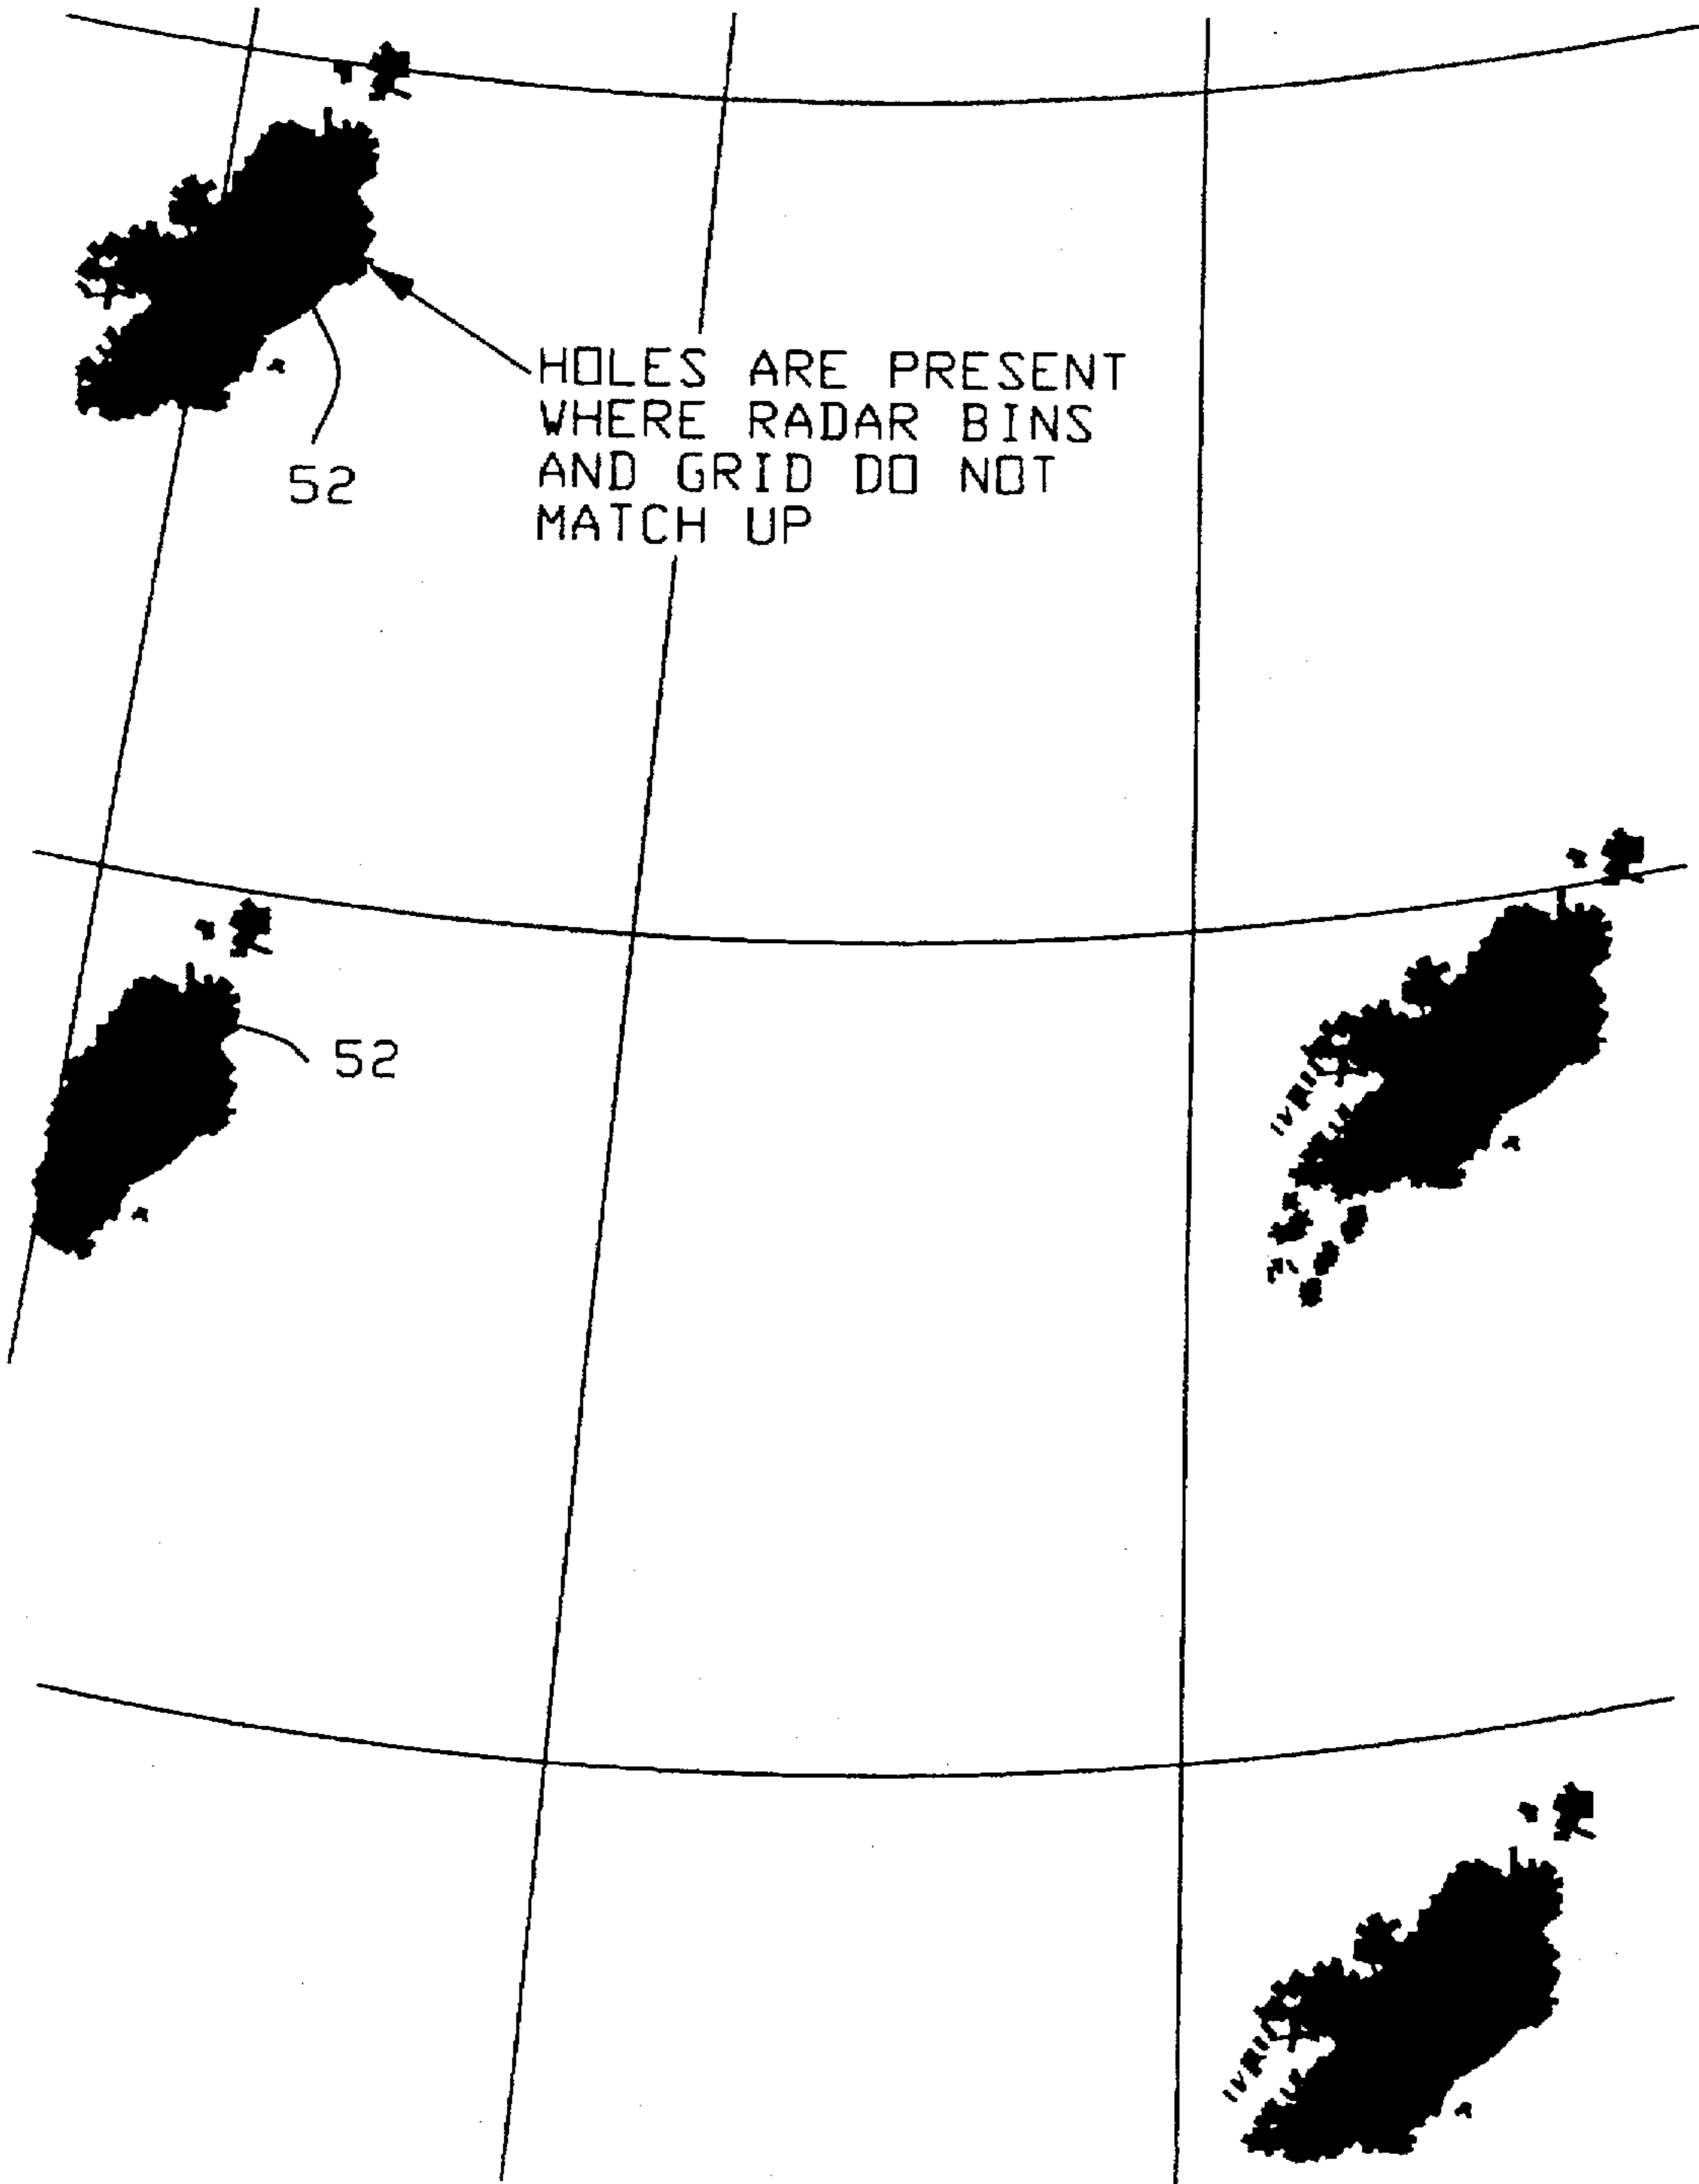 HOLES ARE PRESENT
WHERE RADAR BINS
AND GRID DO NOT
MATCH UP
52
52